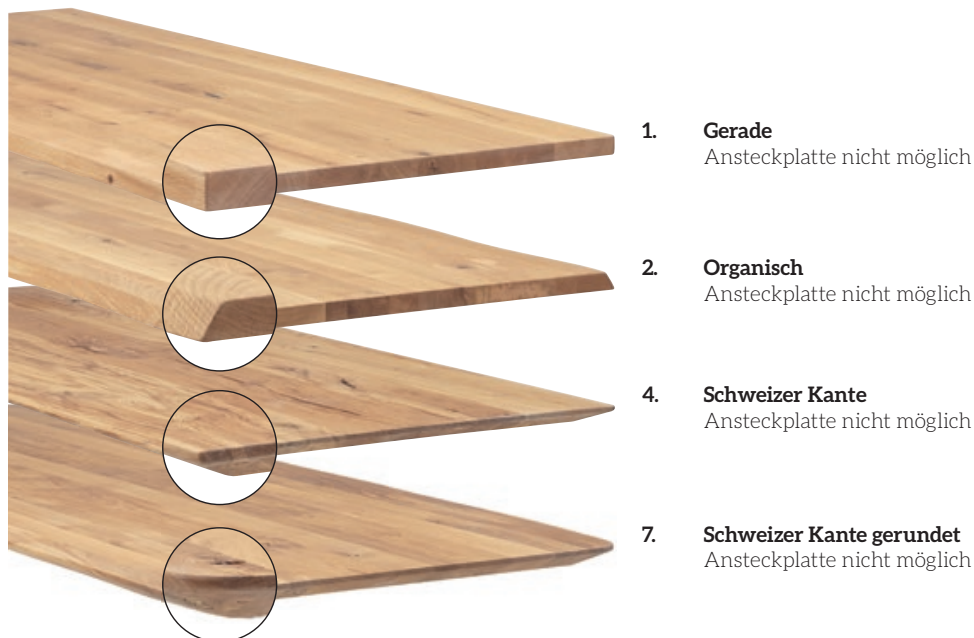 1. Gerade
Ansteckplatte nicht möglich
2. Organisch
Ansteckplatte nicht möglich
4. Schweizer Kante
Ansteckplatte nicht möglich
7. Schweizer Kante gerundet
Ansteckplatte nicht möglich